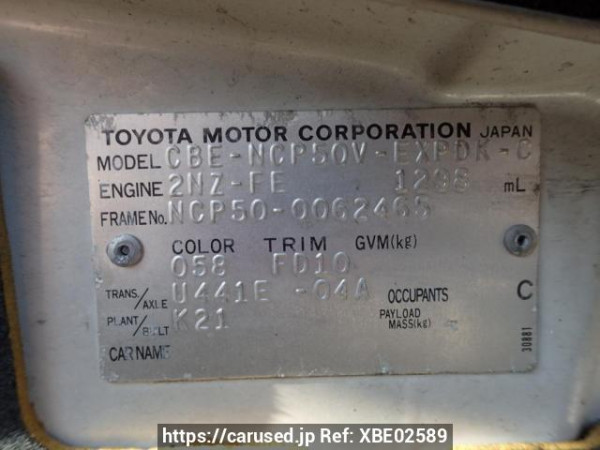 TOYOTA MOTOR CORPORATION JAPAN
MODEL CBE-NCP50V-EXPDK-C
ENGINE 2NZ-FE 1298 mL
FRAME No. NCP50-0062465
COLOR TRIM GVM(kg)
058 FD10
TRANS./AXLE U441E -04A OCCUPANTS C
PLANT/BUILT K21 PAYLOAD MASS(kg)
CAR NAME
30881
https://carused.jp Ref: XBE02589